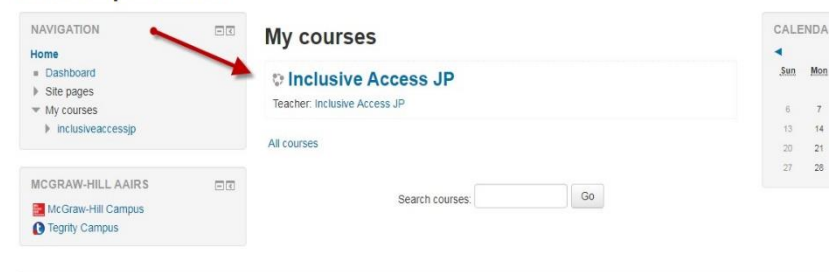 NAVIGATION
Home
Dashboard
Site pages
My courses
inclusiveaccessjp
MCGRAW-HILL AAIRS
McGraw-Hill Campus
Tegrity Campus
My courses
Inclusive Access JP
Teacher: Inclusive Access JP
All courses
Search courses:
Go
CALENDA
Sun Mon
6 7
13 14
20 21
27 28